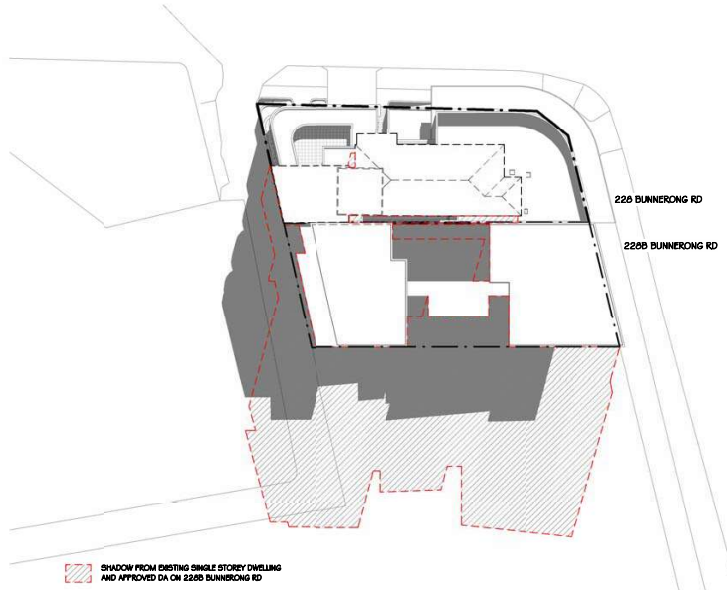 228 BUNNERONG RD
228B BUNNERONG RD
SHADOW FROM EXISTING SINGLE STOREY DWELLING
AND APPROVED DA ON 228B BUNNERONG RD